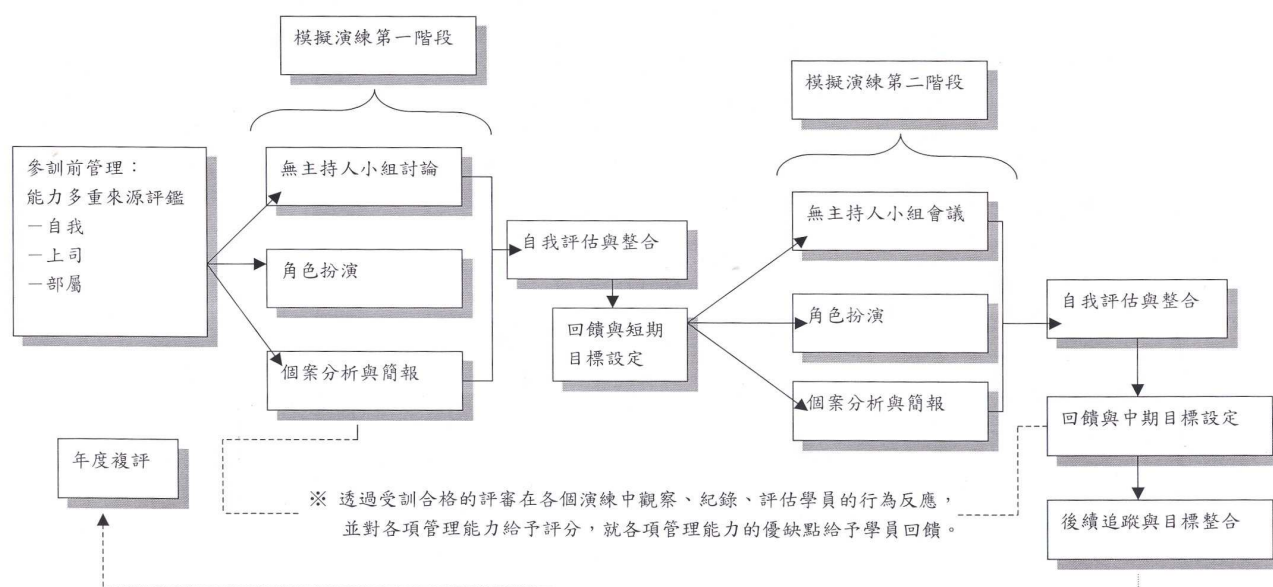 模擬演練第一階段
模擬演練第二階段
參訓前管理：
能力多重來源評鑑
－自我
－上司
－部屬
無主持人小組討論
角色扮演
個案分析與簡報
自我評估與整合
回饋與短期
目標設定
無主持人小組會議
角色扮演
個案分析與簡報
自我評估與整合
回饋與中期目標設定
後續追蹤與目標整合
年度複評
※ 透過受訓合格的評審在各個演練中觀察、紀錄、評估學員的行為反應，
並對各項管理能力給予評分，就各項管理能力的優缺點給予學員回饋。